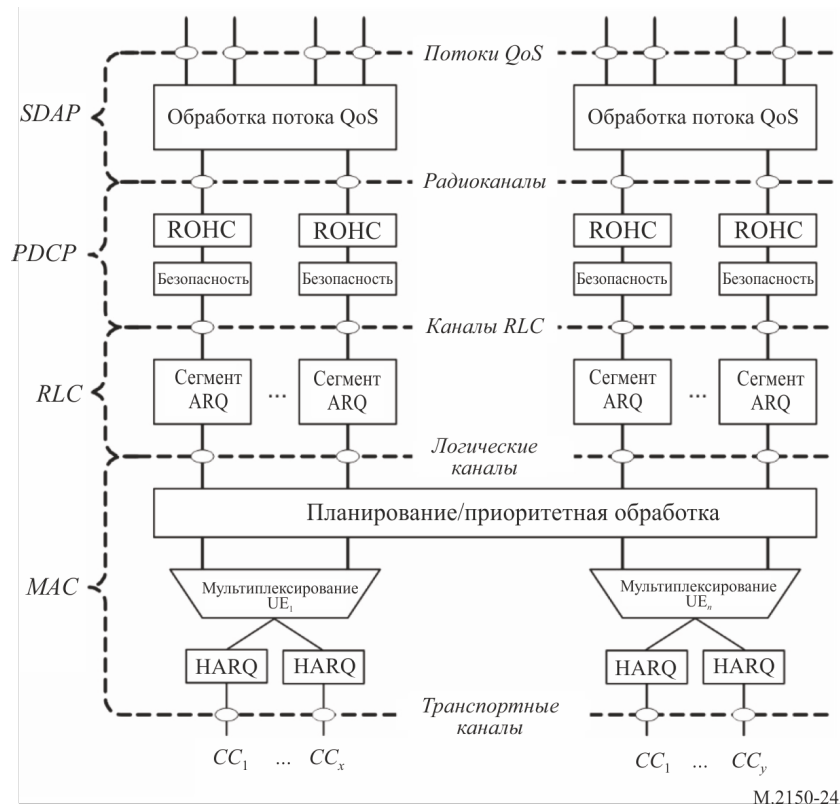 Потоки QoS
SDAP
Обработка потока QoS
Обработка потока QoS
Радиоканалы
ROHC
ROHC
ROHC
ROHC
PDCP
Безопасность
Безопасность
Безопасность
Безопасность
Каналы RLC
RLC
Сегмент
ARQ
...
Сегмент
ARQ
Сегмент
ARQ
...
Сегмент
ARQ
Логические
каналы
Планирование/приоритетная обработка
MAC
Мультиплексирование
UE₁
Мультиплексирование
UEₙ
HARQ
HARQ
HARQ
HARQ
Транспортные
каналы
CC₁ ... CCₓ
CC₁ ... CCᵧ
M.2150-24